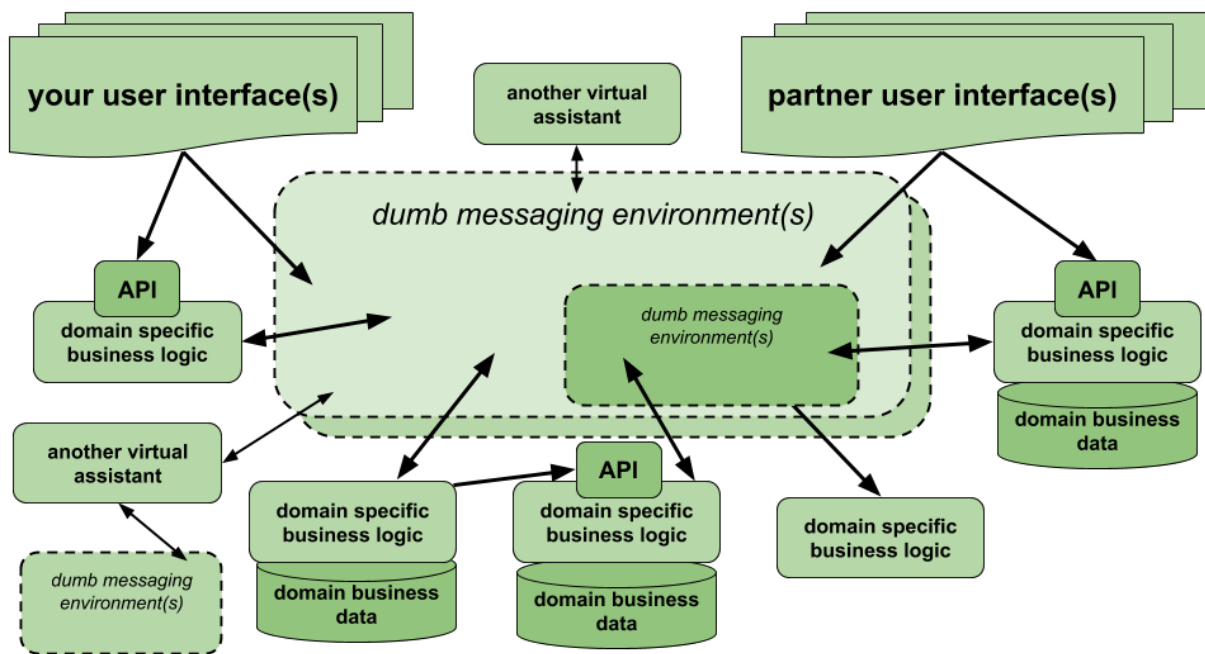 your user interface(s)
partner user interface(s)
another virtual
assistant
dumb messaging environment(s)
API
domain specific
business logic
dumb messaging
environment(s)
API
domain specific
business logic
domain business
data
another virtual
assistant
API
domain specific
business logic
domain business
data
domain specific
business logic
domain business
data
domain specific
business logic
dumb messaging
environment(s)